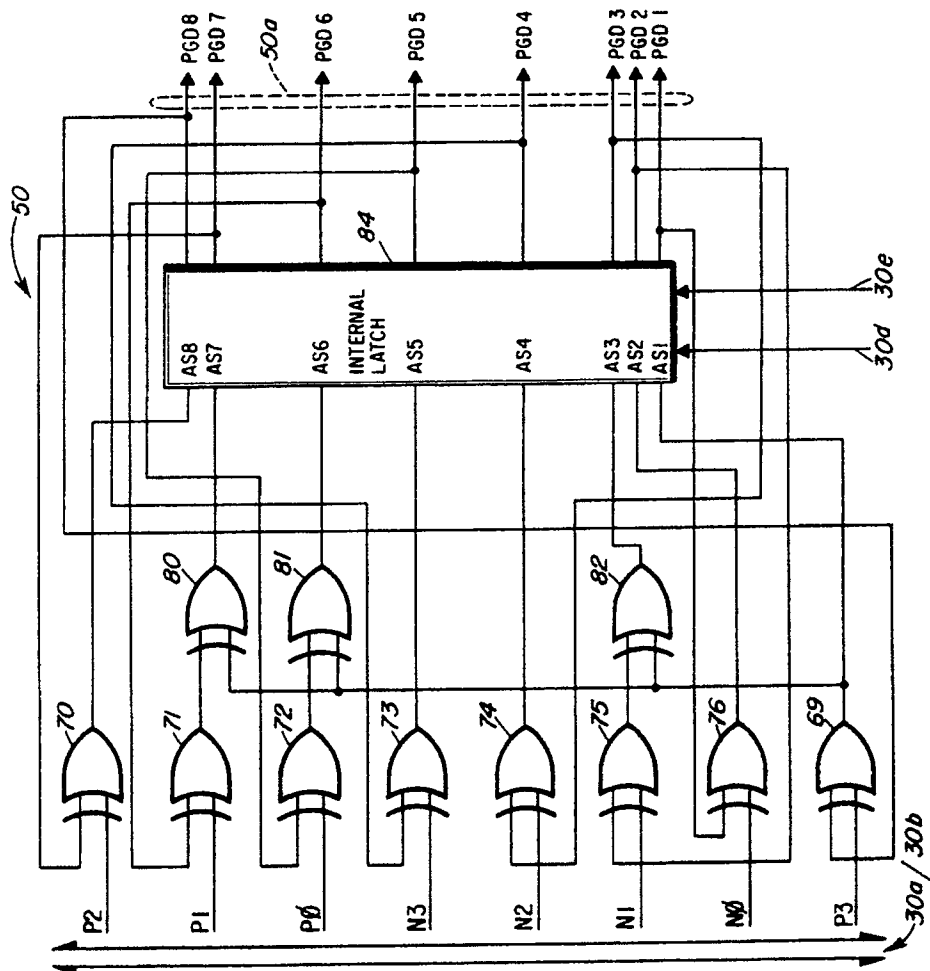 50
PGD 8
PGD 7
PGD 6
50a
PGD 5
PGD 4
PGD 3
PGD 2
PGD 1
84
AS8
AS7
AS6
INTERNAL
LATCH
AS5
AS4
AS3
AS2
AS1
30e
30d
80
81
82
70
71
72
73
74
75
76
69
P2
P1
PØ
N3
N2
N1
NØ
P3
30a / 30b